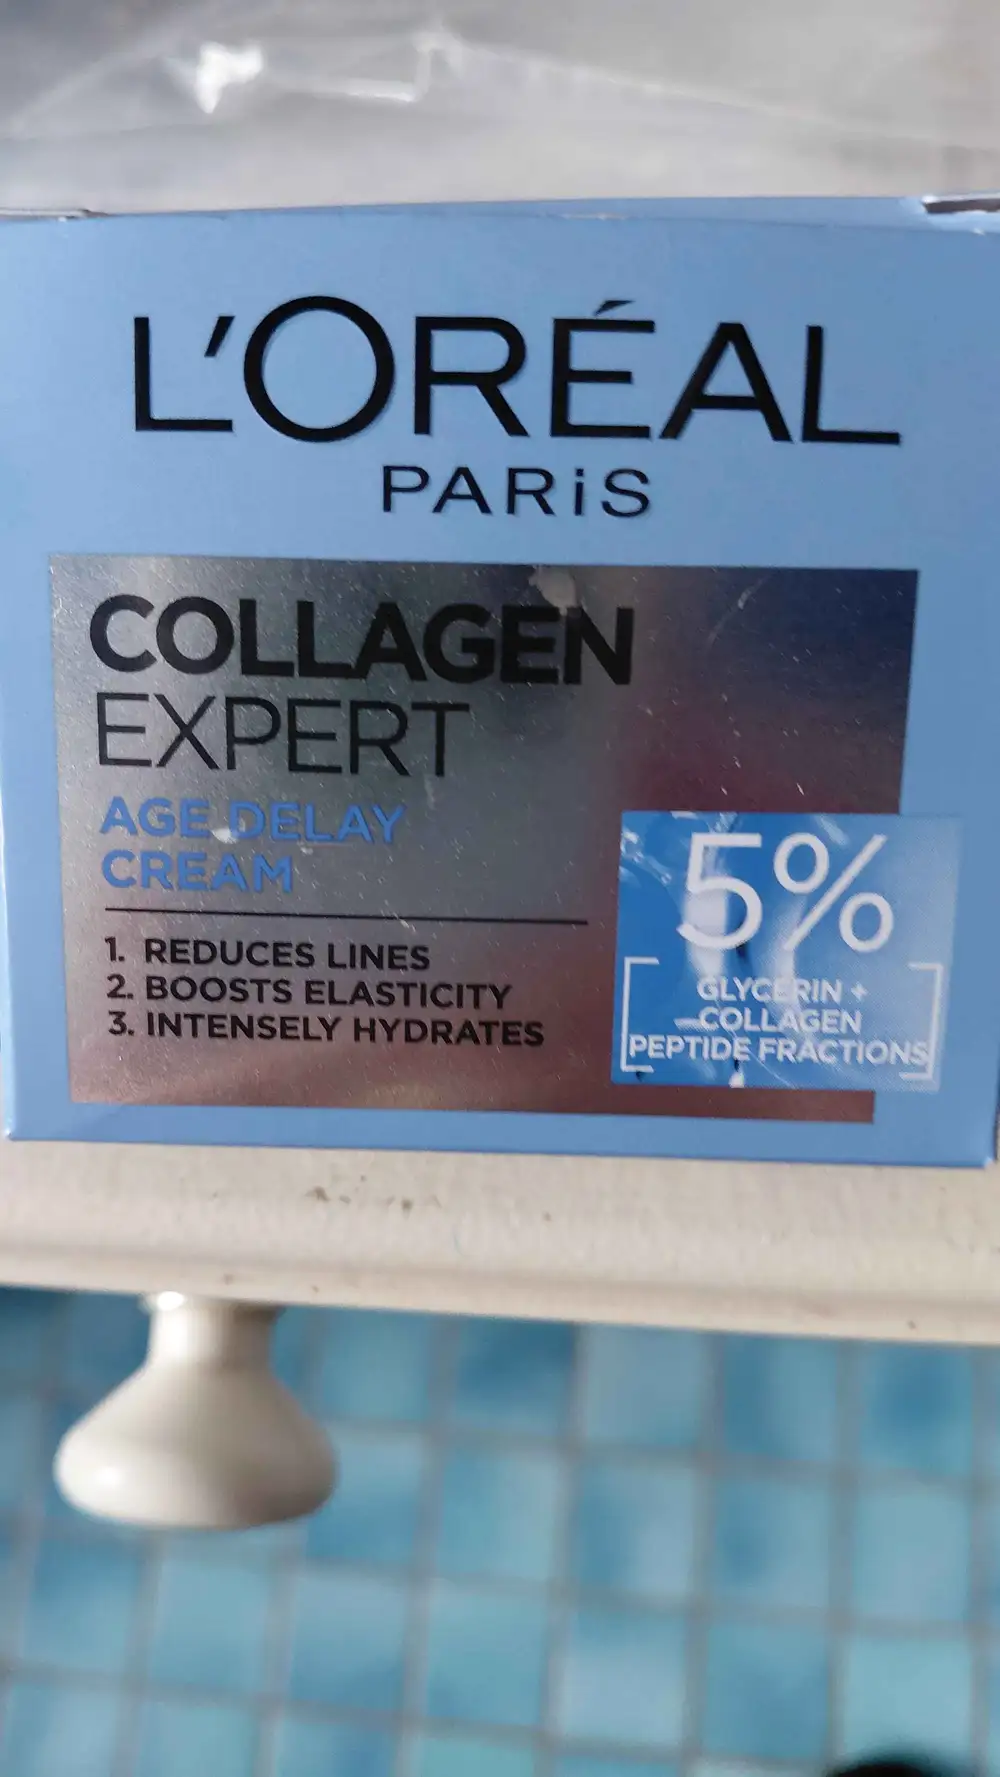 L'ORÉAL
PARiS
COLLAGEN
EXPERT
AGE DELAY
CREAM
1. REDUCES LINES
2. BOOSTS ELASTICITY
3. INTENSELY HYDRATES
5%
GLYCERIN +
COLLAGEN
PEPTIDE FRACTIONS